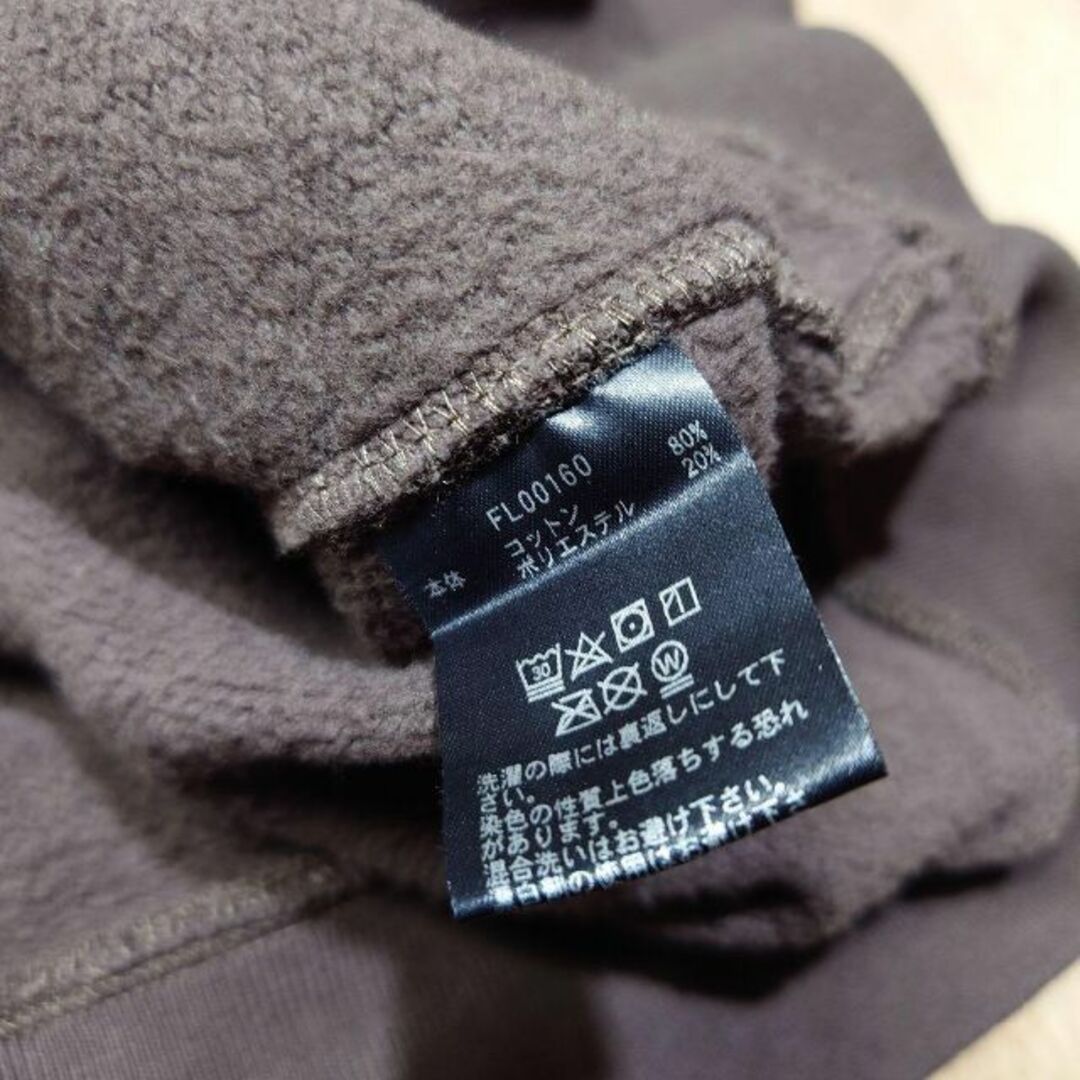 FL00160
本体 コットン 80%
ポリエステル 20%
30
W
洗濯の際には裏返しにして下
さい。
染色の性質上色落ちする恐れ
があります。
混合洗いはお避け下さい。